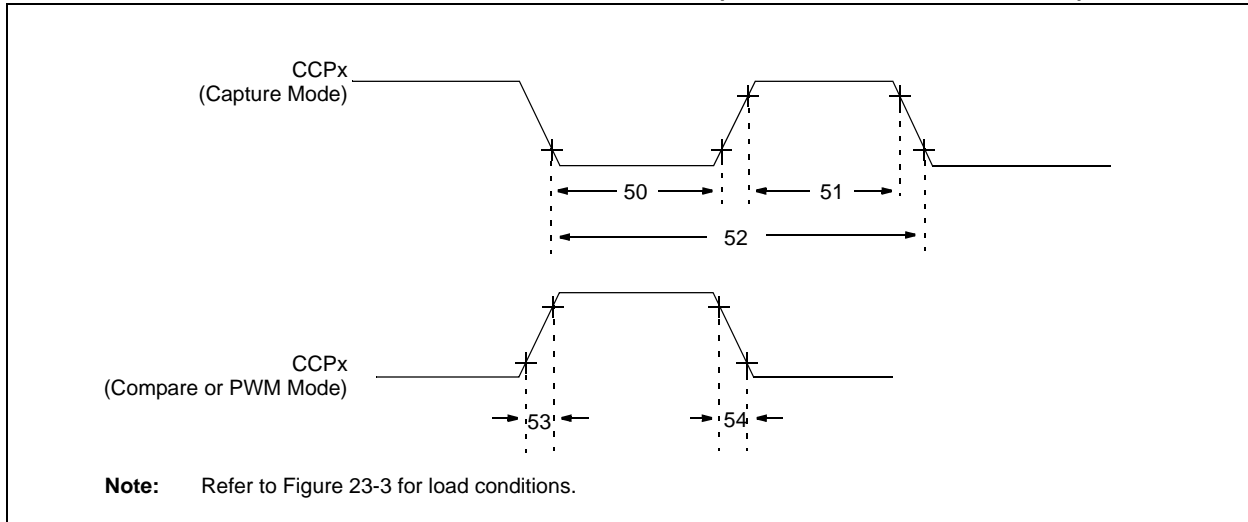 CCPx
(Capture Mode)
50
51
52
CCPx
(Compare or PWM Mode)
53
54
Note: Refer to Figure 23-3 for load conditions.